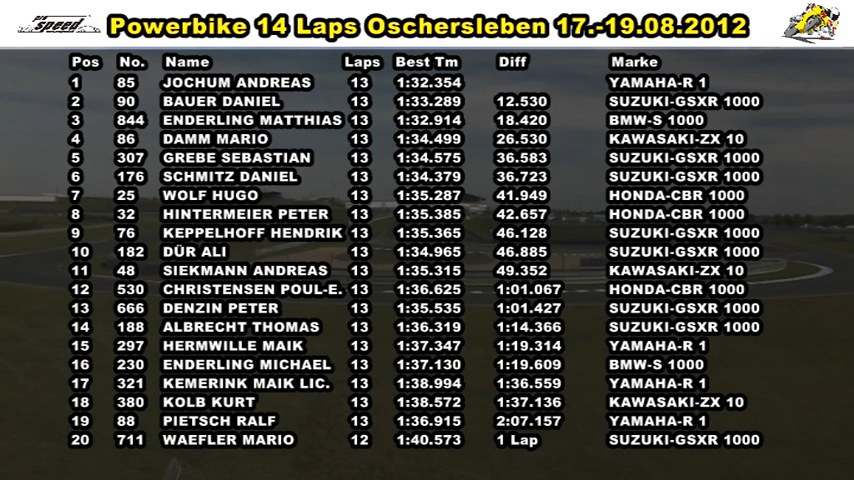 pro speed
Powerbike 14 Laps Oschersleben 17.-19.08.2012
Pos No. Name Laps Best Tm Diff Marke
1 85 JOCHUM ANDREAS 13 1:32.354 YAMAHA-R 1
2 90 BAUER DANIEL 13 1:33.289 12.530 SUZUKI-GSXR 1000
3 844 ENDERLING MATTHIAS 13 1:32.914 18.420 BMW-S 1000
4 86 DAMM MARIO 13 1:34.499 26.530 KAWASAKI-ZX 10
5 307 GREBE SEBASTIAN 13 1:34.575 36.583 SUZUKI-GSXR 1000
6 176 SCHMITZ DANIEL 13 1:34.379 36.723 SUZUKI-GSXR 1000
7 25 WOLF HUGO 13 1:35.287 41.949 HONDA-CBR 1000
8 32 HINTERMEIER PETER 13 1:35.385 42.657 HONDA-CBR 1000
9 76 KEPPELHOFF HENDRIK 13 1:35.365 46.128 SUZUKI-GSXR 1000
10 182 DÜR ALI 13 1:34.965 46.885 SUZUKI-GSXR 1000
11 48 SIEKMANN ANDREAS 13 1:35.315 49.352 KAWASAKI-ZX 10
12 530 CHRISTENSEN POUL-E. 13 1:36.625 1:01.067 HONDA-CBR 1000
13 666 DENZIN PETER 13 1:35.535 1:01.427 SUZUKI-GSXR 1000
14 188 ALBRECHT THOMAS 13 1:36.319 1:14.366 SUZUKI-GSXR 1000
15 297 HERMWILLE MAIK 13 1:37.347 1:19.314 YAMAHA-R 1
16 230 ENDERLING MICHAEL 13 1:37.130 1:19.609 BMW-S 1000
17 321 KEMERINK MAIK LIC. 13 1:38.994 1:36.559 YAMAHA-R 1
18 380 KOLB KURT 13 1:38.572 1:37.136 KAWASAKI-ZX 10
19 88 PIETSCH RALF 13 1:36.915 2:07.157 YAMAHA-R 1
20 711 WAEFLER MARIO 12 1:40.573 1 Lap SUZUKI-GSXR 1000